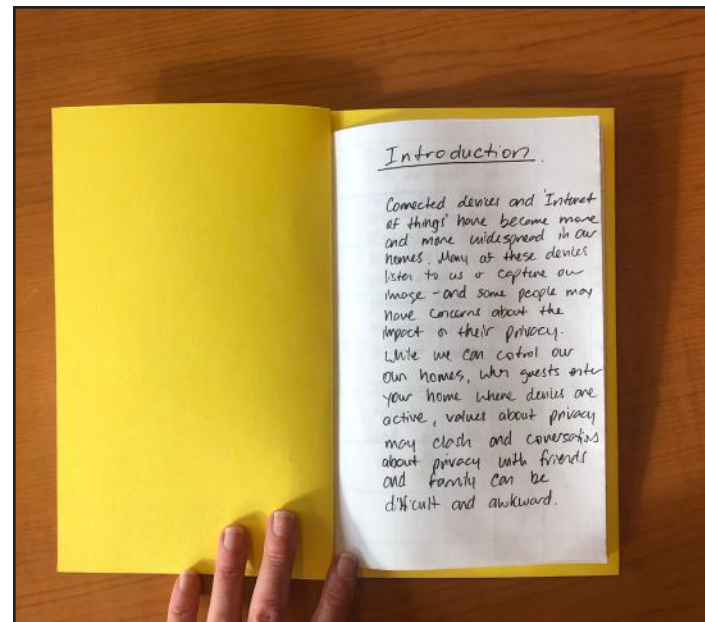 Introduction.
Connected devices and 'Internet
of things' have become more
and more widespread in our
homes. Many of these devices
listen to us or capture our
image - and some people may
have concerns about the
impact on their privacy.
While we can cotrol our
own homes, when guests enter
your home where devices are
active, values about privacy
may clash and conversations
about privacy with friends
and family can be
difficult and awkward.